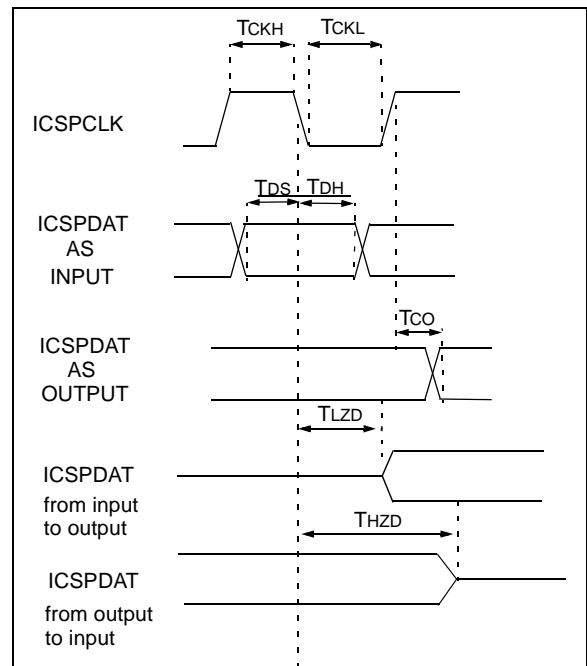 TCKH TCKL
ICSPCLK
TDS TDH
ICSPDAT
AS
INPUT
TCO
ICSPDAT
AS
OUTPUT
TLZD
ICSPDAT
from input
to output
THZD
ICSPDAT
from output
to input